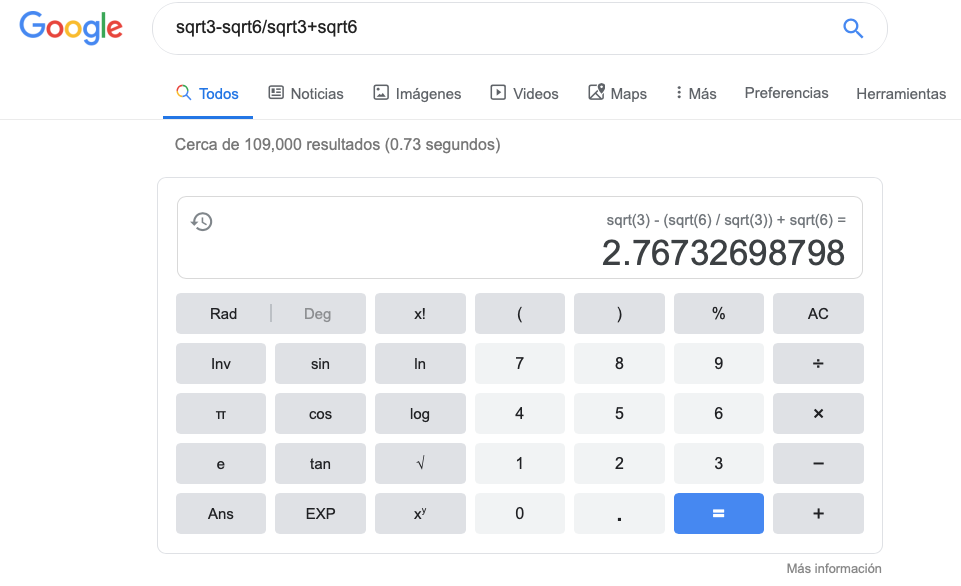 Google
sqrt3-sqrt6/sqrt3+sqrt6
Todos Noticias Imágenes Videos Maps Más Preferencias Herramientas
Cerca de 109,000 resultados (0.73 segundos)
sqrt(3) - (sqrt(6) / sqrt(3)) + sqrt(6) =
2.76732698798
Rad | Deg x! ( ) % AC
Inv sin ln 7 8 9 ÷
π cos log 4 5 6 ×
e tan √ 1 2 3 −
Ans EXP xʸ 0 . = +
Más información